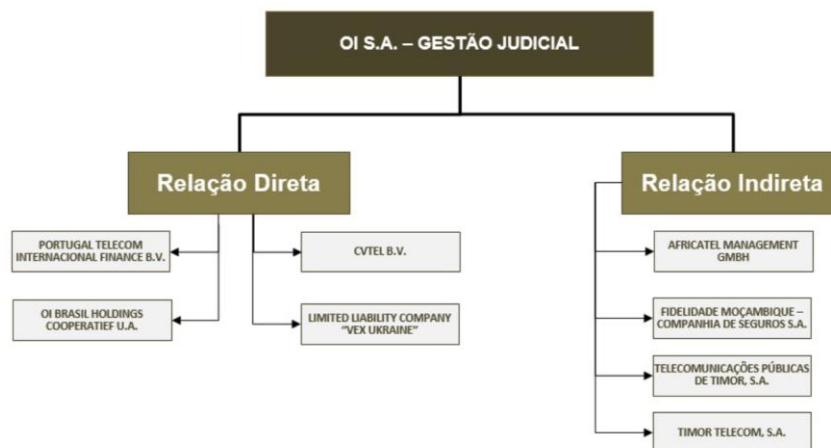 OI S.A. – GESTÃO JUDICIAL
Relação Direta
Relação Indireta
PORTUGAL TELECOM
INTERNACIONAL FINANCE B.V.
CVTEL B.V.
OI BRASIL HOLDINGS
COOPERATIEF U.A.
LIMITED LIABILITY COMPANY
“VEX UKRAINE”
AFRICATEL MANAGEMENT
GMBH
FIDELIDADE MOÇAMBIQUE –
COMPANHIA DE SEGUROS S.A.
TELECOMUNICAÇÕES PÚBLICAS
DE TIMOR, S.A.
TIMOR TELECOM, S.A.